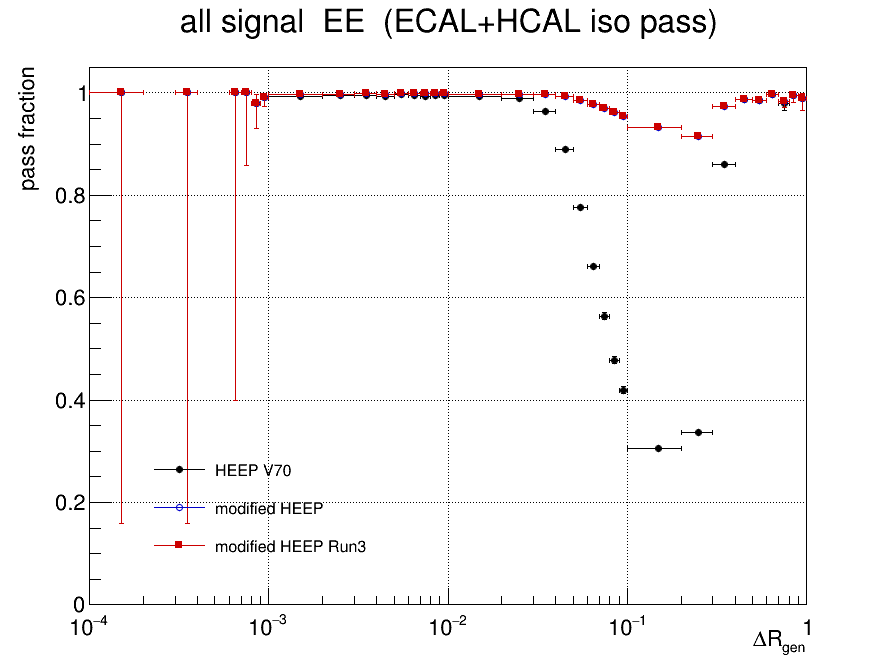 all signal EE (ECAL+HCAL iso pass)
pass fraction
1
0.8
0.6
0.4
0.2
0
HEEP V70
modified HEEP
modified HEEP Run3
10⁻⁴ 10⁻³ 10⁻² 10⁻¹ 1
ΔR_gen